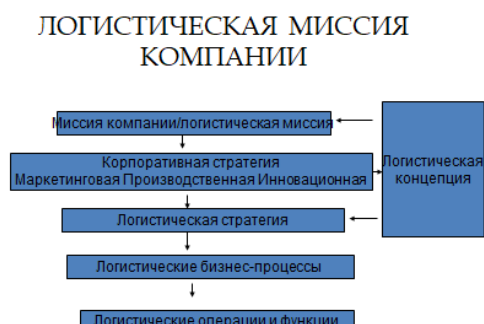 ЛОГИСТИЧЕСКАЯ МИССИЯ
КОМПАНИИ
Миссия компании/логистическая миссия
Корпоративная стратегия
Маркетинговая Производственная Инновационная
Логистическая
концепция
Логистическая стратегия
Логистические бизнес-процессы
Логистические операции и функции